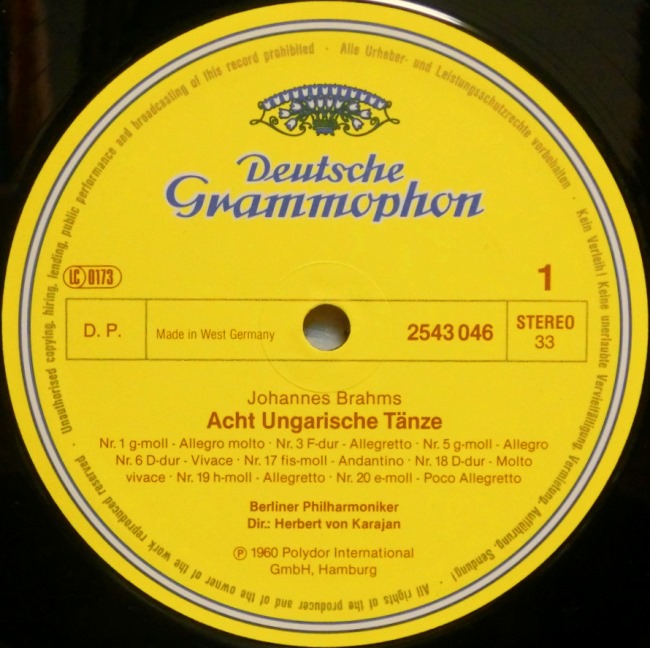 Unauthorised copying, hiring, lending, public performance and broadcasting of this record prohibited · Alle Urheber- und Leistungsschutzrechte vorbehalten · Kein Verleih! Keine unerlaubte Vervielfältigung, Vermietung, Aufführung, Sendung! · All rights of the producer and of the owner of the work reproduced reserved ·
Deutsche
Grammophon
LC 0173
1
D. P.
Made in West Germany
2543 046
STEREO
33
Johannes Brahms
Acht Ungarische Tänze
Nr. 1 g-moll - Allegro molto · Nr. 3 F-dur - Allegretto · Nr. 5 g-moll - Allegro
Nr. 6 D-dur - Vivace · Nr. 17 fis-moll - Andantino · Nr. 18 D-dur - Molto
vivace · Nr. 19 h-moll - Allegretto · Nr. 20 e-moll - Poco Allegretto
Berliner Philharmoniker
Dir.: Herbert von Karajan
℗ 1960 Polydor International
GmbH, Hamburg